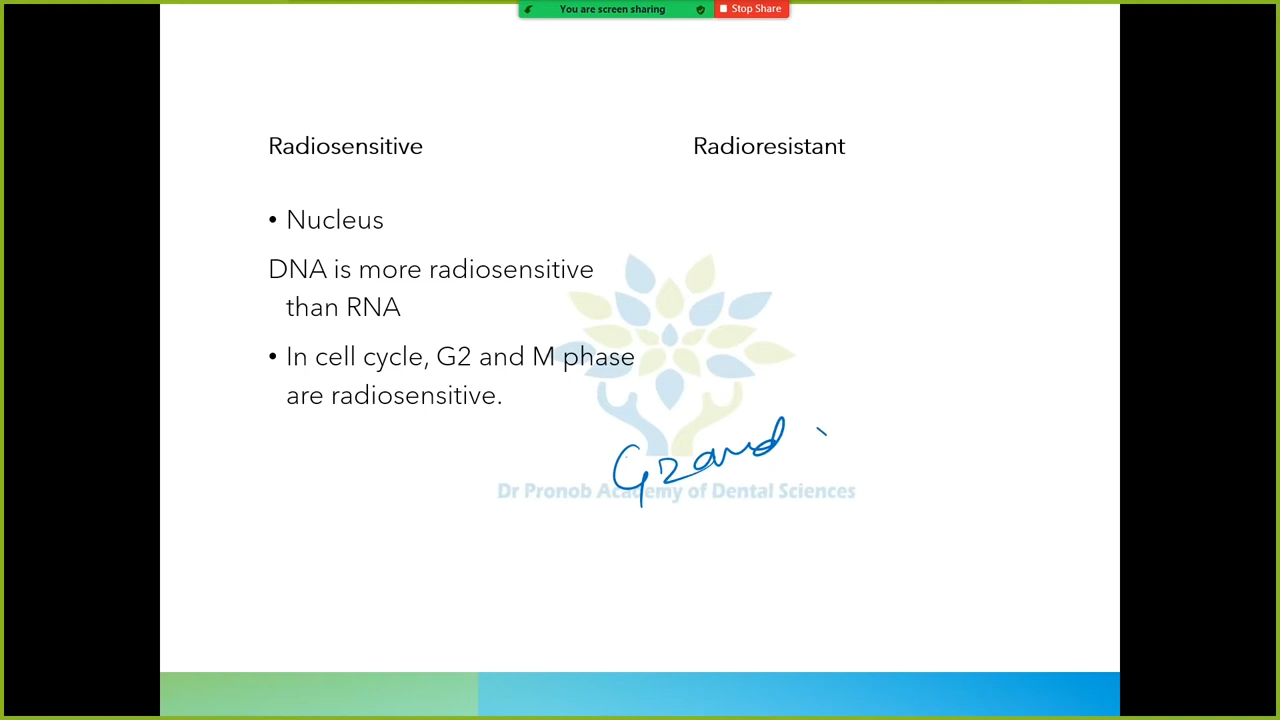 You are screen sharing
Stop Share
Radiosensitive
Radioresistant
• Nucleus
DNA is more radiosensitive
than RNA
• In cell cycle, G2 and M phase
are radiosensitive.
G2 and
Dr Pronob Academy of Dental Sciences